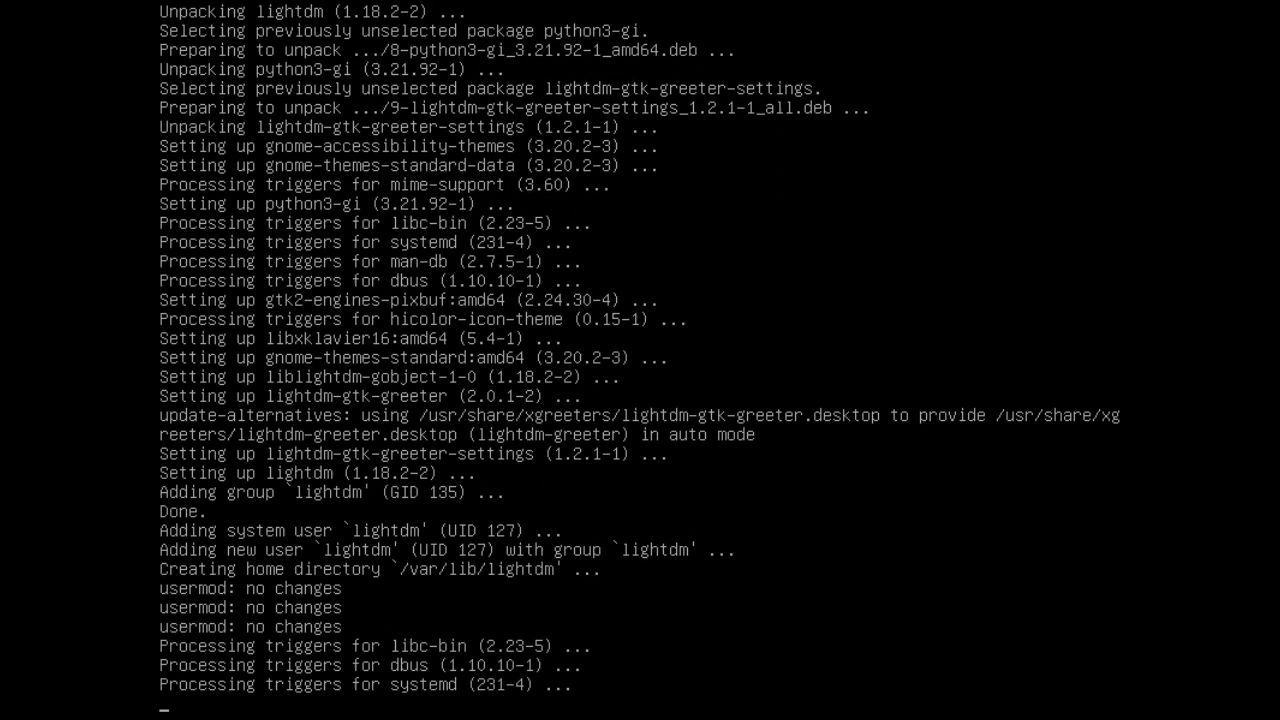 Unpacking lightdm (1.18.2-2) ...
Selecting previously unselected package python3-gi.
Preparing to unpack .../8-python3-gi_3.21.92-1_amd64.deb ...
Unpacking python3-gi (3.21.92-1) ...
Selecting previously unselected package lightdm-gtk-greeter-settings.
Preparing to unpack .../9-lightdm-gtk-greeter-settings_1.2.1-1_all.deb ...
Unpacking lightdm-gtk-greeter-settings (1.2.1-1) ...
Setting up gnome-accessibility-themes (3.20.2-3) ...
Setting up gnome-themes-standard-data (3.20.2-3) ...
Processing triggers for mime-support (3.60) ...
Setting up python3-gi (3.21.92-1) ...
Processing triggers for libc-bin (2.23-5) ...
Processing triggers for systemd (231-4) ...
Processing triggers for man-db (2.7.5-1) ...
Processing triggers for dbus (1.10.10-1) ...
Setting up gtk2-engines-pixbuf:amd64 (2.24.30-4) ...
Processing triggers for hicolor-icon-theme (0.15-1) ...
Setting up libxklavier16:amd64 (5.4-1) ...
Setting up gnome-themes-standard:amd64 (3.20.2-3) ...
Setting up liblightdm-gobject-1-0 (1.18.2-2) ...
Setting up lightdm-gtk-greeter (2.0.1-2) ...
update-alternatives: using /usr/share/xgreeters/lightdm-gtk-greeter.desktop to provide /usr/share/xg
reeters/lightdm-greeter.desktop (lightdm-greeter) in auto mode
Setting up lightdm-gtk-greeter-settings (1.2.1-1) ...
Setting up lightdm (1.18.2-2) ...
Adding group `lightdm' (GID 135) ...
Done.
Adding system user `lightdm' (UID 127) ...
Adding new user `lightdm' (UID 127) with group `lightdm' ...
Creating home directory `/var/lib/lightdm' ...
usermod: no changes
usermod: no changes
usermod: no changes
Processing triggers for libc-bin (2.23-5) ...
Processing triggers for dbus (1.10.10-1) ...
Processing triggers for systemd (231-4) ...